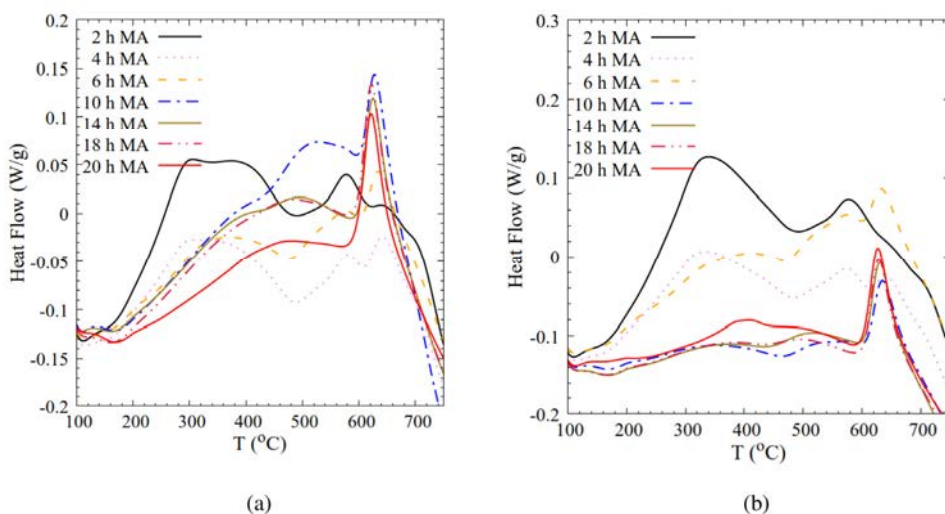 (a)
0.2
0.15
0.1
0.05
0
-0.05
-0.1
-0.15
-0.2
Heat Flow (W/g)
2 h MA
4 h MA
6 h MA
10 h MA
14 h MA
18 h MA
20 h MA
100 200 300 400 500 600 700
T (°C)
(a)
(b)
0.3
0.2
0.1
0
-0.1
-0.2
Heat Flow (W/g)
2 h MA
4 h MA
6 h MA
10 h MA
14 h MA
18 h MA
20 h MA
100 200 300 400 500 600 700
T (°C)
(b)